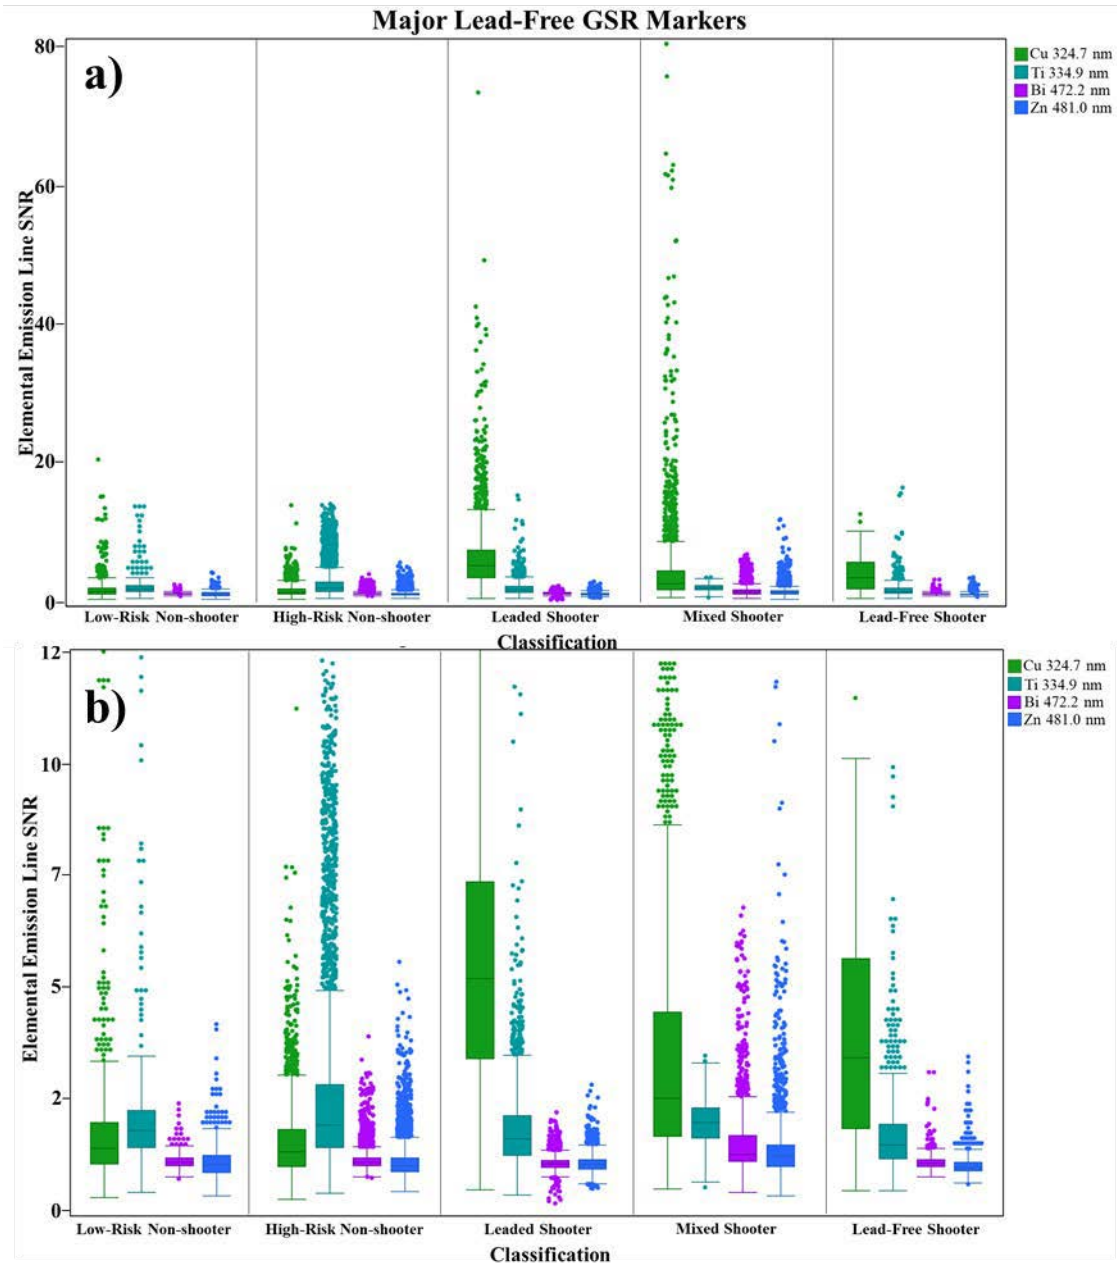 Major Lead-Free GSR Markers
a)
80
60
40
20
0
Elemental Emission Line SNR
Cu 324.7 nm
Ti 334.9 nm
Bi 472.2 nm
Zn 481.0 nm
Low-Risk Non-shooter
High-Risk Non-shooter
Leaded Shooter
Mixed Shooter
Lead-Free Shooter
Classification
b)
12
10
7
5
2
0
Elemental Emission Line SNR
Cu 324.7 nm
Ti 334.9 nm
Bi 472.2 nm
Zn 481.0 nm
Low-Risk Non-shooter
High-Risk Non-shooter
Leaded Shooter
Mixed Shooter
Lead-Free Shooter
Classification